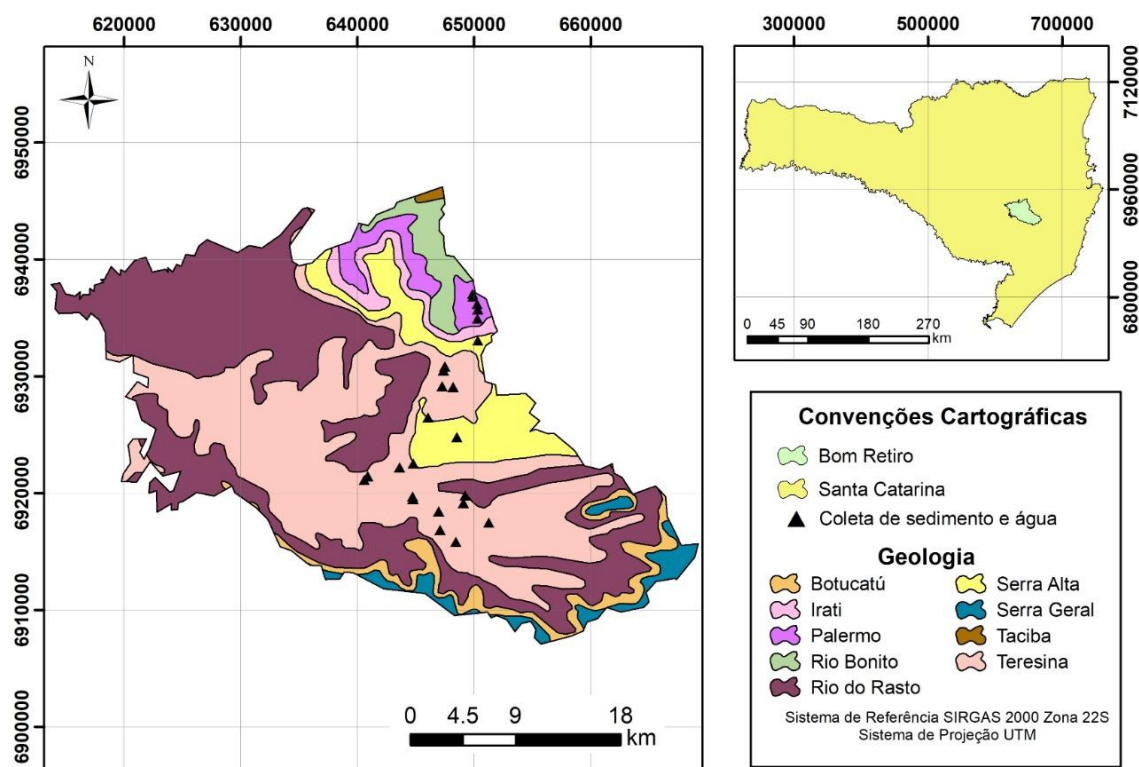 620000 630000 640000 650000 660000
300000 500000 700000
N
6950000
6940000
6930000
6920000
6910000
6900000
7120000
6960000
6800000
0 45 90 180 270
km
0 4.5 9 18
km
Convenções Cartográficas
Bom Retiro
Santa Catarina
Coleta de sedimento e água
Geologia
Botucatú
Irati
Palermo
Rio Bonito
Rio do Rasto
Serra Alta
Serra Geral
Taciba
Teresina
Sistema de Referência SIRGAS 2000 Zona 22S
Sistema de Projeção UTM